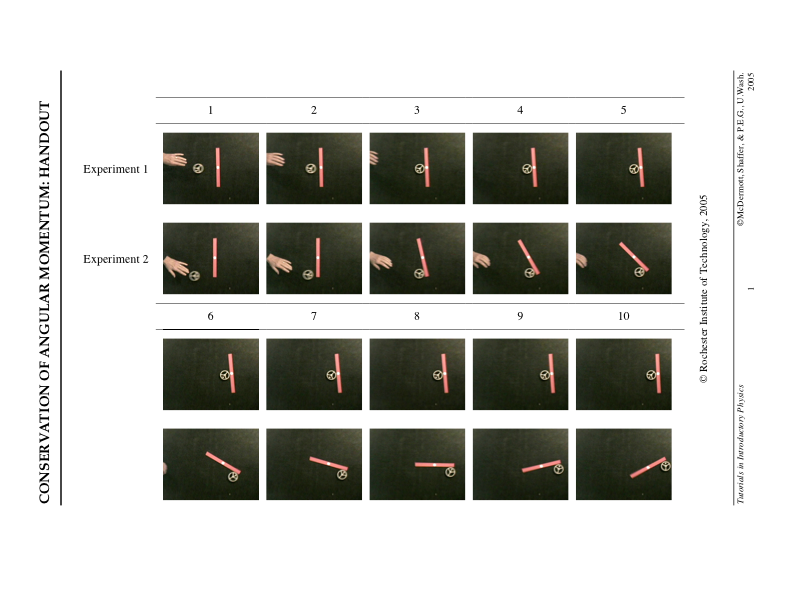 CONSERVATION OF ANGULAR MOMENTUM: HANDOUT
1 2 3 4 5
Experiment 1
Experiment 2
6 7 8 9 10
© Rochester Institute of Technology, 2005
Tutorials in Introductory Physics
1
©McDermott, Shaffer, & P.E.G., U.Wash.
2005